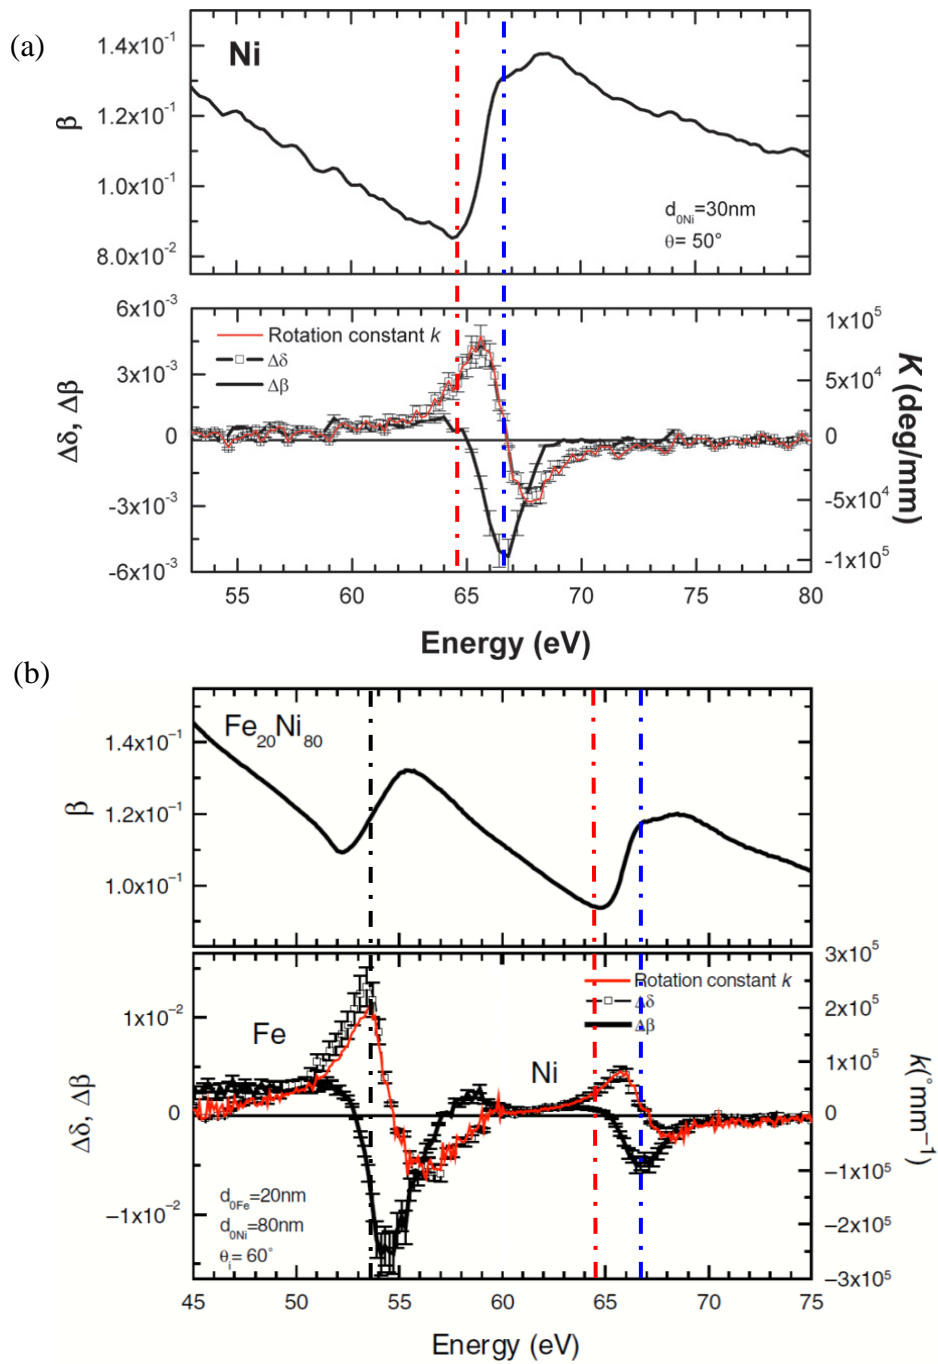 (a)
Ni
β
1.4x10⁻¹
1.2x10⁻¹
1.0x10⁻¹
8.0x10⁻²
d₀Ni=30nm
θ= 50°
Rotation constant k
Δδ
Δβ
Δδ, Δβ
6x10⁻³
3x10⁻³
0
-3x10⁻³
-6x10⁻³
1x10⁵
5x10⁴
0
-5x10⁴
-1x10⁵
K (deg/mm)
55 60 65 70 75 80
Energy (eV)
(b)
Fe₂₀Ni₈₀
β
1.4x10⁻¹
1.2x10⁻¹
1.0x10⁻¹
Rotation constant k
Δδ
Δβ
Fe
Ni
Δδ, Δβ
1x10⁻²
0
−1x10⁻²
d₀Fe=20nm
d₀Ni=80nm
θᵢ= 60°
3x10⁵
2x10⁵
1x10⁵
0
−1x10⁵
−2x10⁵
−3x10⁵
k(°mm⁻¹)
45 50 55 60 65 70 75
Energy (eV)